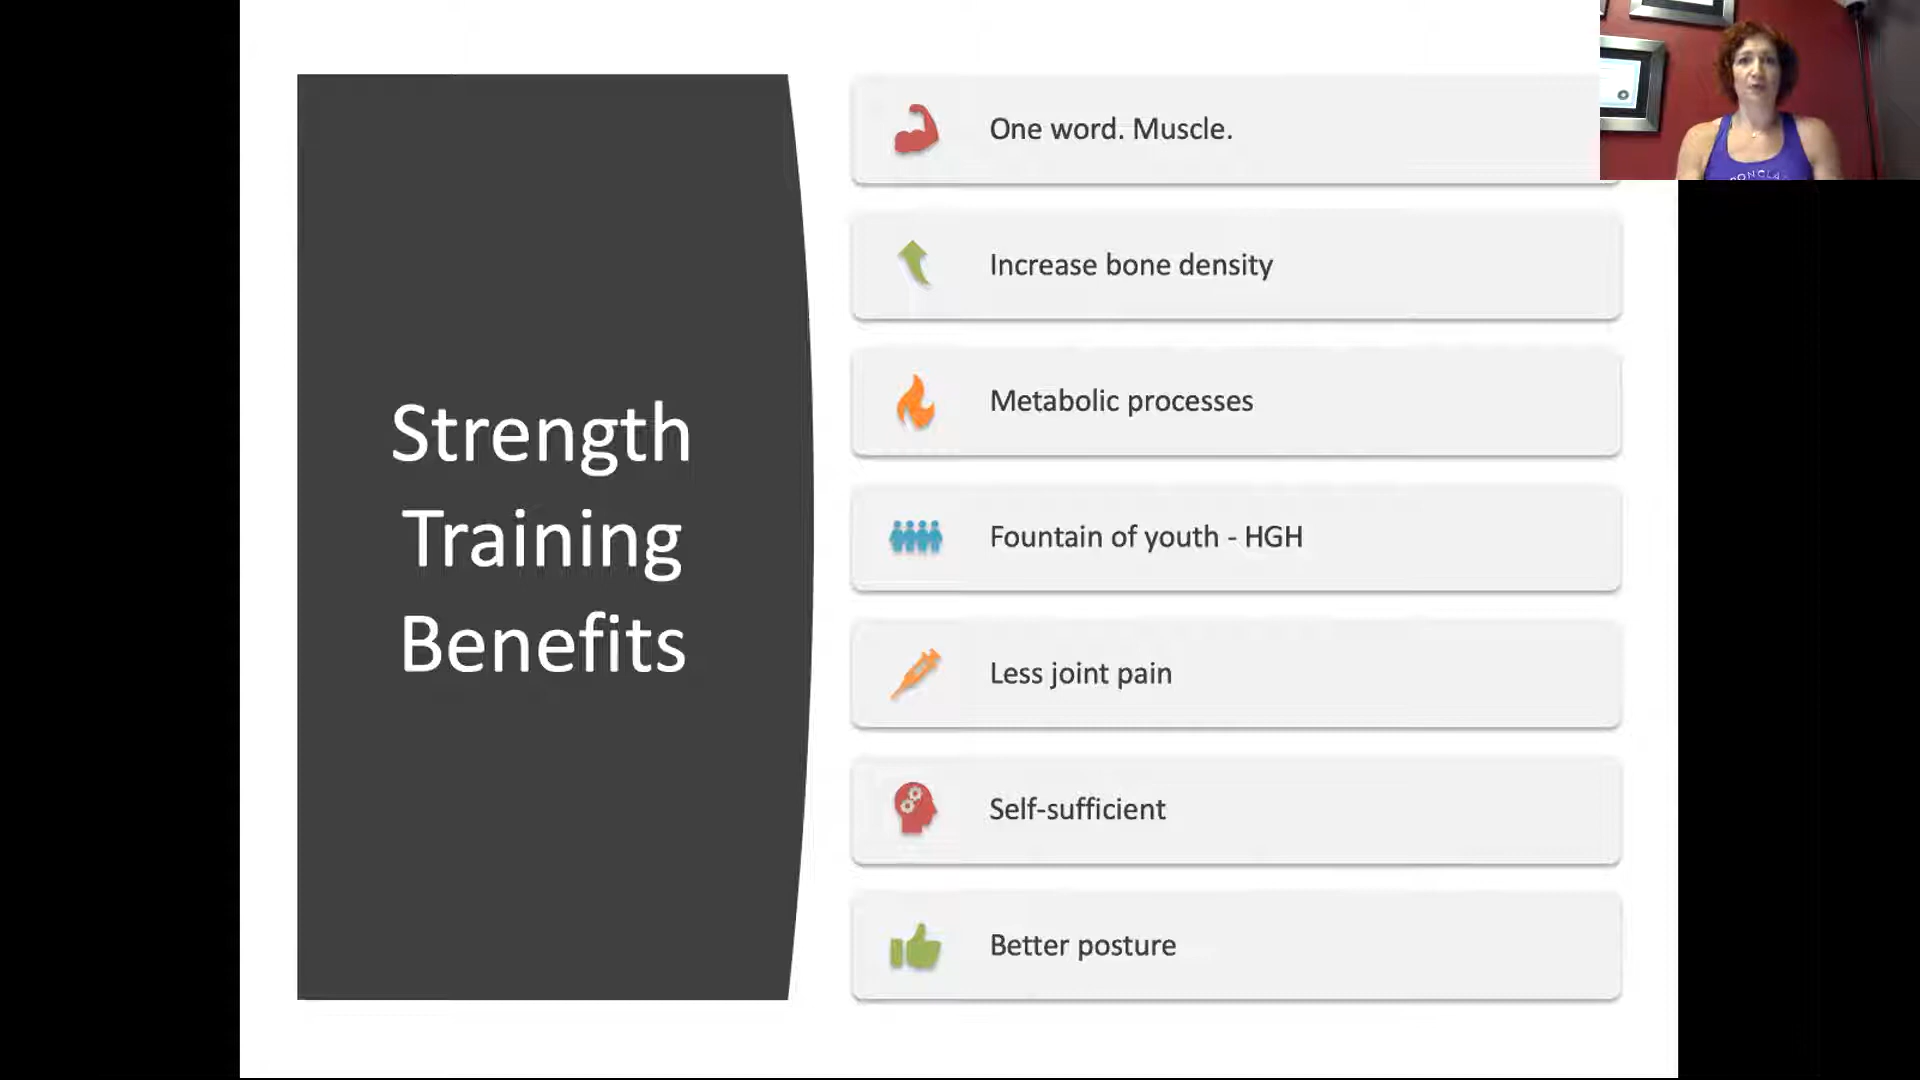 Strength
Training
Benefits
One word. Muscle.
Increase bone density
Metabolic processes
Fountain of youth - HGH
Less joint pain
Self-sufficient
Better posture